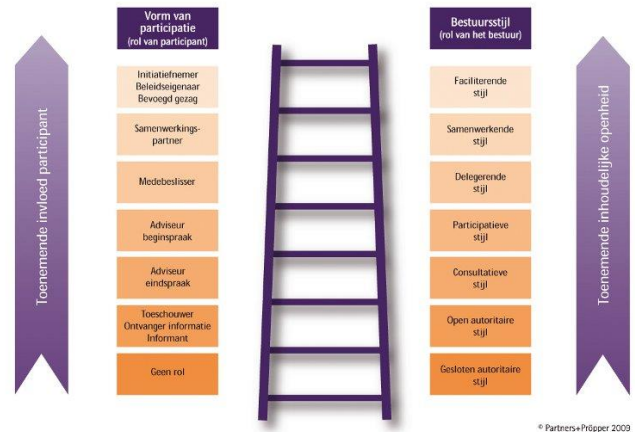 Vorm van
participatie
(rol van participant)
Bestuursstijl
(rol van het bestuur)
Toenemende invloed participant
Initiatiefnemer
Beleidseigenaar
Bevoegd gezag
Faciliterende
stijl
Samenwerkings-
partner
Samenwerkende
stijl
Medebeslisser
Delegerende
stijl
Adviseur
beginspraak
Participatieve
stijl
Adviseur
eindspraak
Consultatieve
stijl
Toeschouwer
Ontvanger informatie
Informant
Open autoritaire
stijl
Geen rol
Gesloten autoritaire
stijl
Toenemende inhoudelijke openheid
© Partners+Pröpper 2009